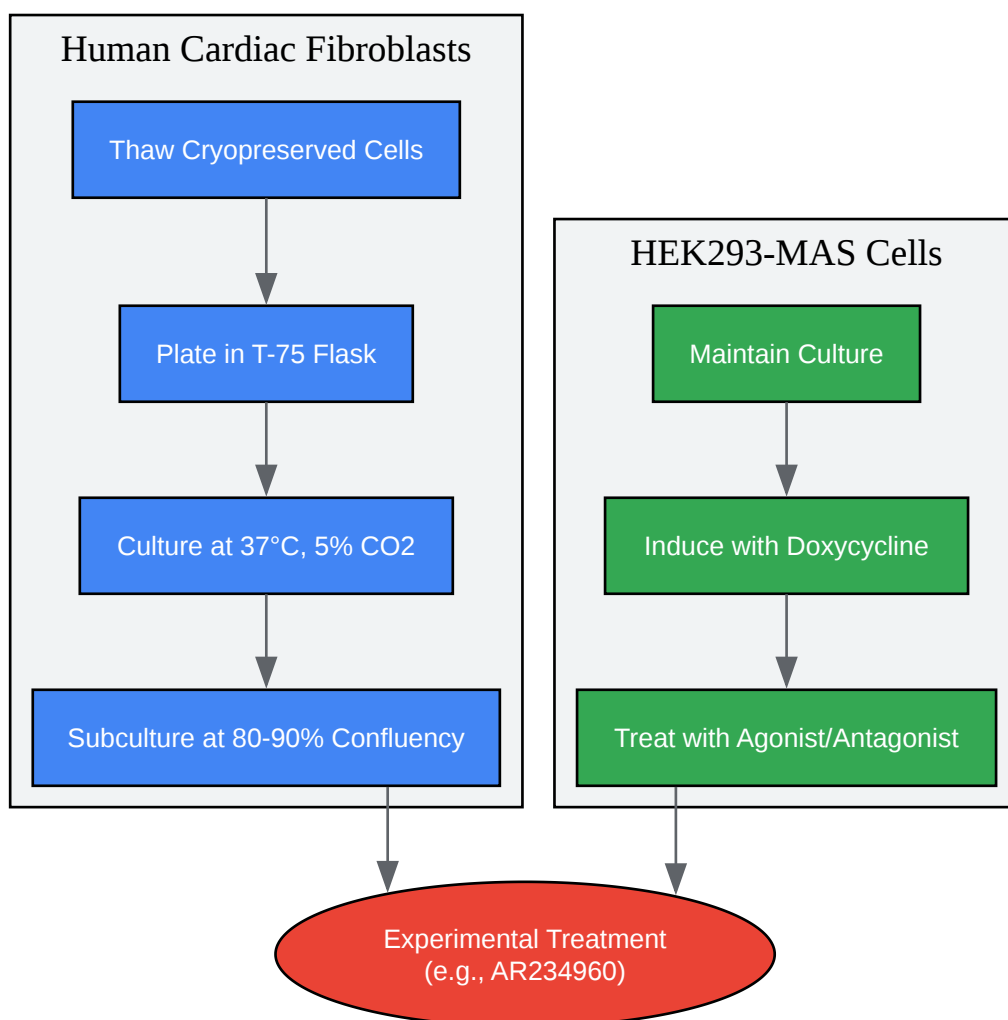 Human Cardiac Fibroblasts
Thaw Cryopreserved Cells
Plate in T-75 Flask
Culture at 37°C, 5% CO2
Subculture at 80-90% Confluency
HEK293-MAS Cells
Maintain Culture
Induce with Doxycycline
Treat with Agonist/Antagonist
Experimental Treatment
(e.g., AR234960)